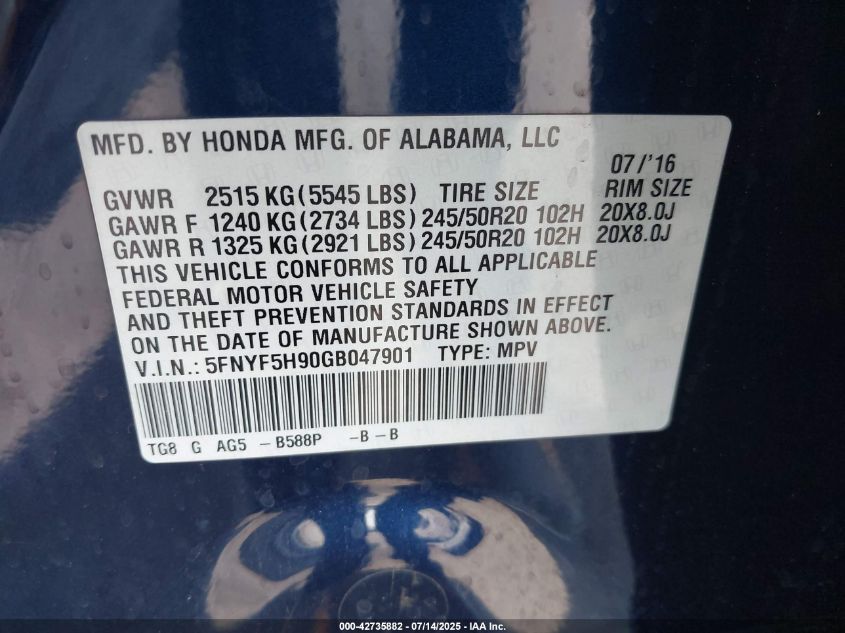 MFD. BY HONDA MFG. OF ALABAMA, LLC
07/'16
GVWR 2515 KG (5545 LBS) TIRE SIZE RIM SIZE
GAWR F 1240 KG (2734 LBS) 245/50R20 102H 20X8.0J
GAWR R 1325 KG (2921 LBS) 245/50R20 102H 20X8.0J
THIS VEHICLE CONFORMS TO ALL APPLICABLE
FEDERAL MOTOR VEHICLE SAFETY
AND THEFT PREVENTION STANDARDS IN EFFECT
ON THE DATE OF MANUFACTURE SHOWN ABOVE.
V.I.N.: 5FNYF5H90GB047901 TYPE: MPV
TG8 G AG5 -B588P -B-B
000-42735882 - 07/14/2025 - IAA Inc.